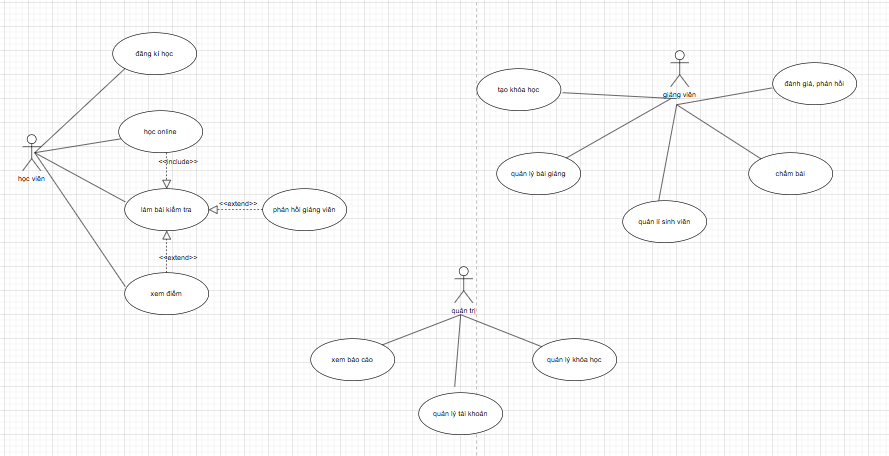 đăng kí học
học online
<<include>>
học viên
làm bài kiểm tra
<<extend>>
phản hồi giảng viên
<<extend>>
xem điểm
giảng viên
tạo khóa học
đánh giá, phản hồi
quản lý bài giảng
chấm bài
quản lí sinh viên
quản trị
xem báo cáo
quản lý khóa học
quản lý tài khoản